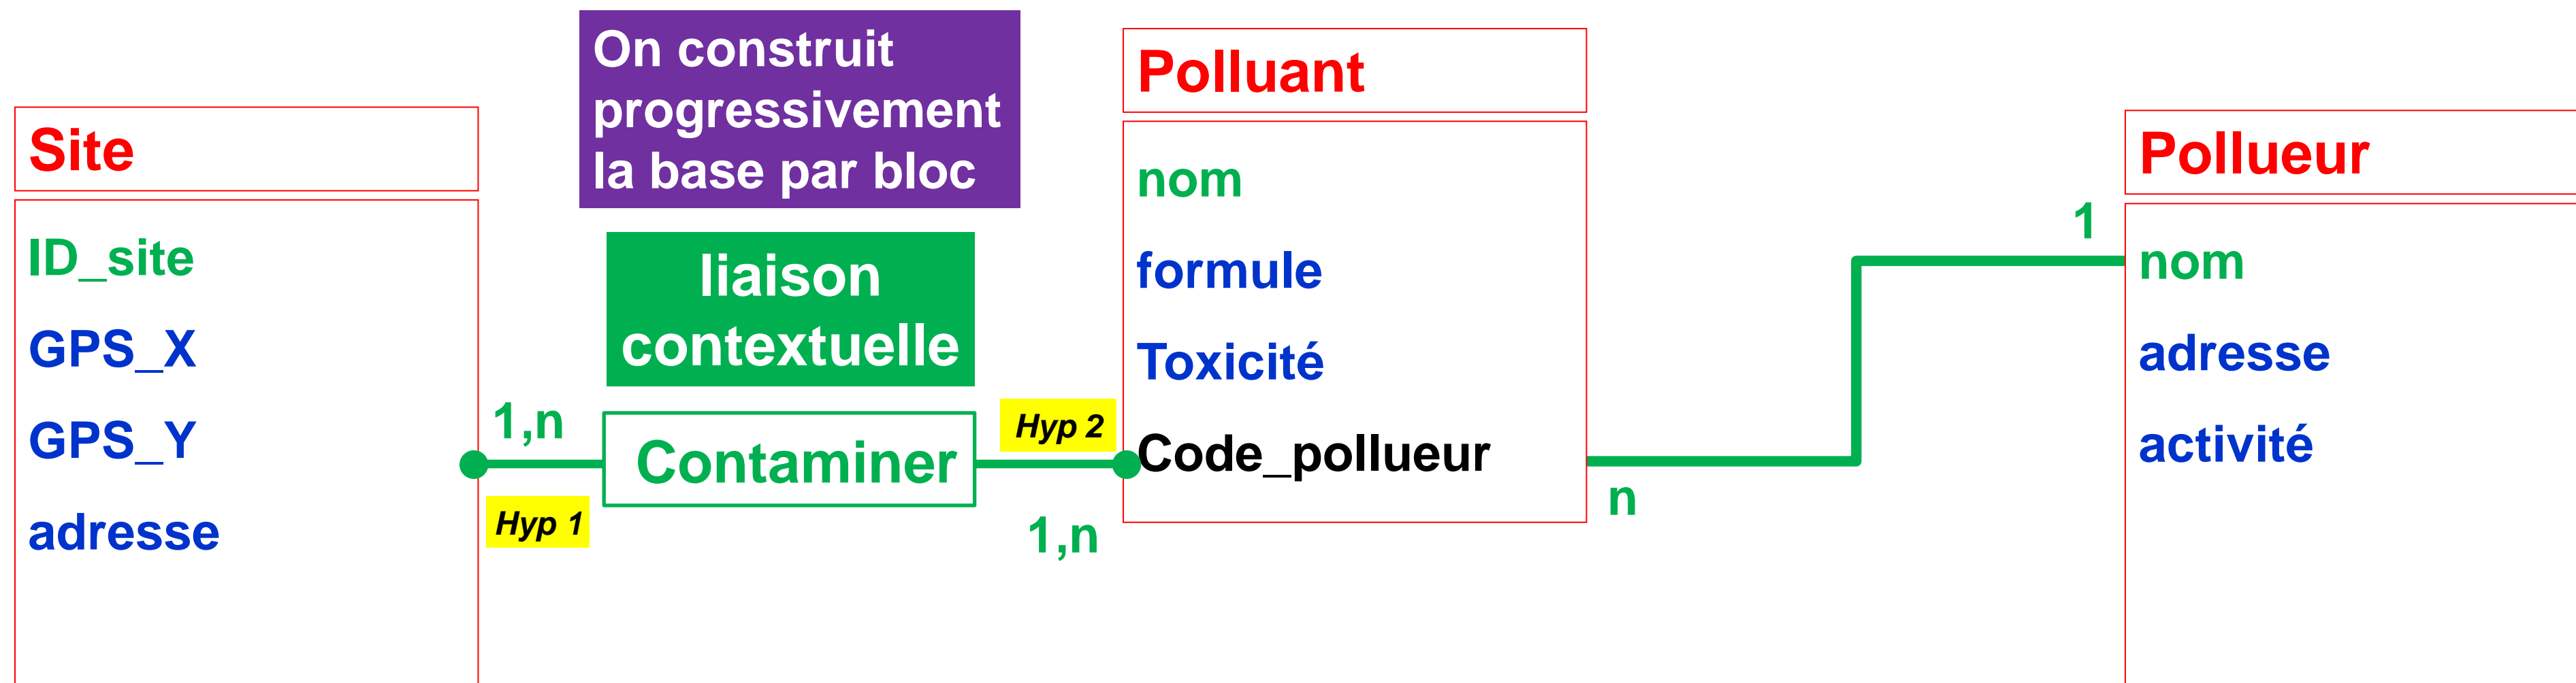 On construit
progressivement
la base par bloc
Site
ID_site
GPS_X
GPS_Y
adresse
liaison
contextuelle
1,n
Hyp 1
Contaminer
Hyp 2
1,n
Polluant
nom
formule
Toxicité
Code_pollueur
n
1
Pollueur
nom
adresse
activité